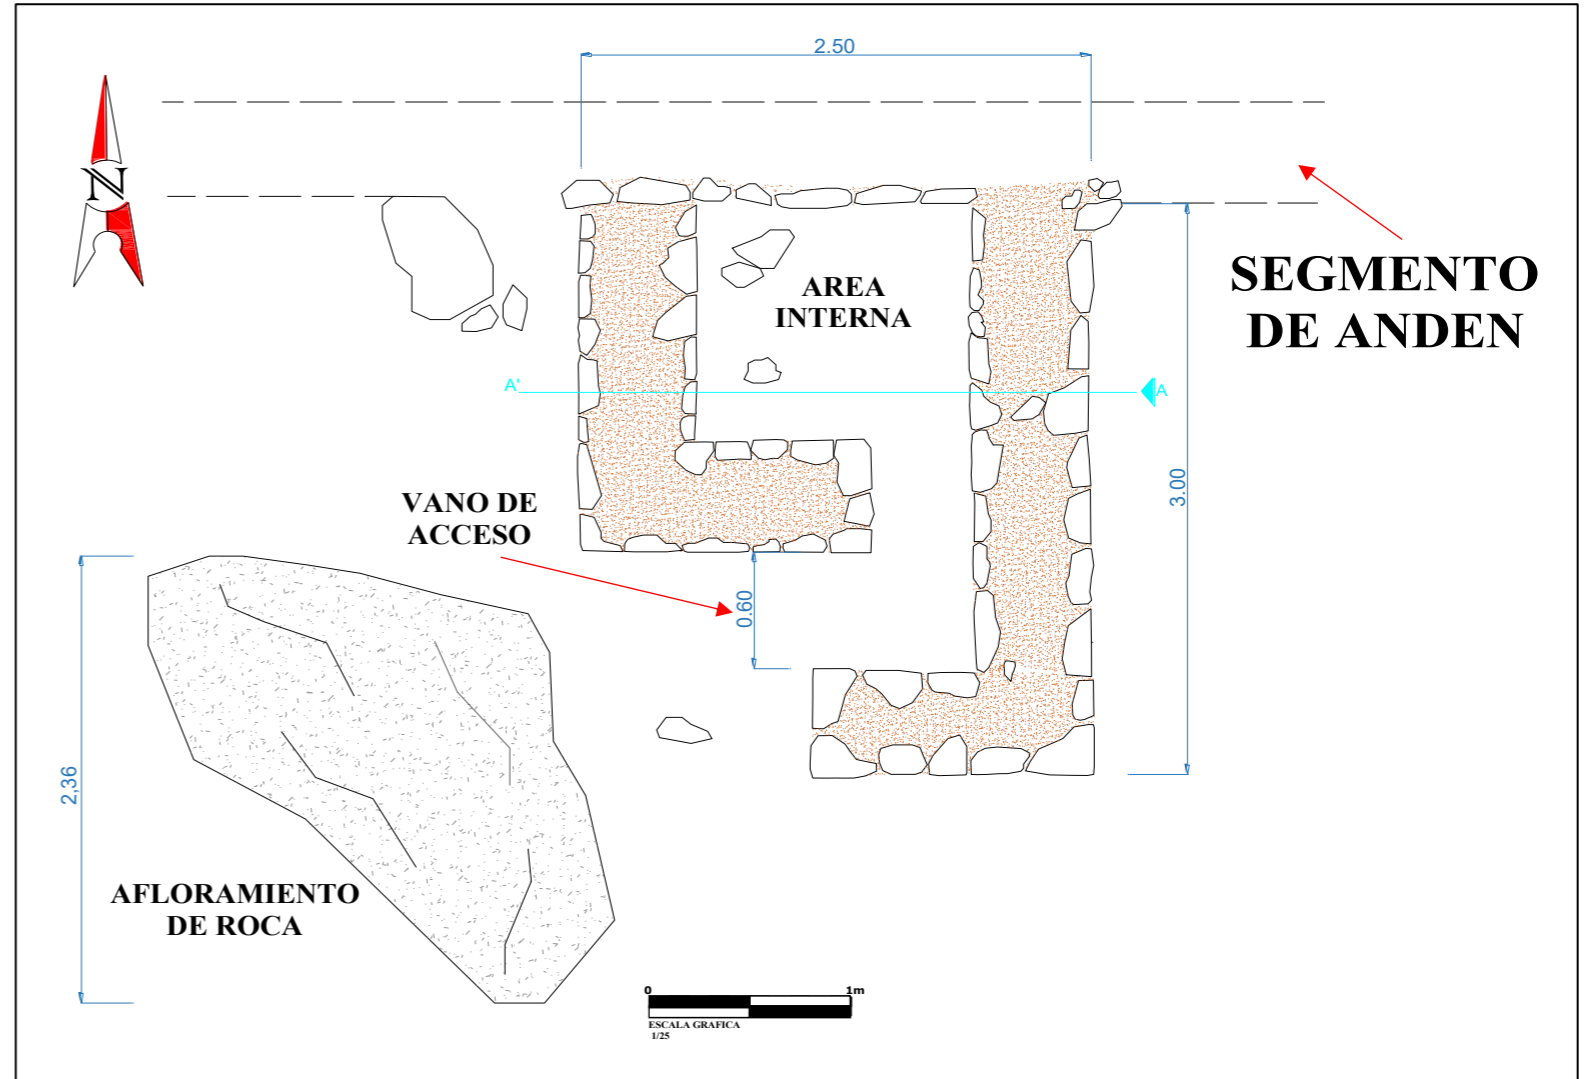 2.50
N
SEGMENTO
DE ANDEN
AREA
INTERNA
A'
A
VANO DE
ACCESO
3.00
0.60
2,36
AFLORAMIENTO
DE ROCA
0 1m
ESCALA GRAFICA
1/25